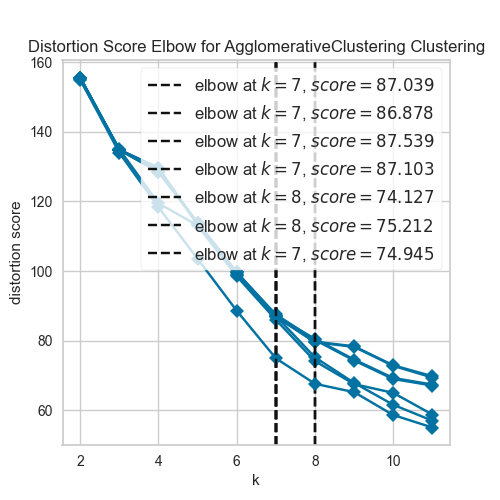 Distortion Score Elbow for AgglomerativeClustering Clustering
160
140
120
100
80
60
distortion score
elbow at k = 7, score = 87.039
elbow at k = 7, score = 86.878
elbow at k = 7, score = 87.539
elbow at k = 7, score = 87.103
elbow at k = 8, score = 74.127
elbow at k = 8, score = 75.212
elbow at k = 7, score = 74.945
2 4 6 8 10
k